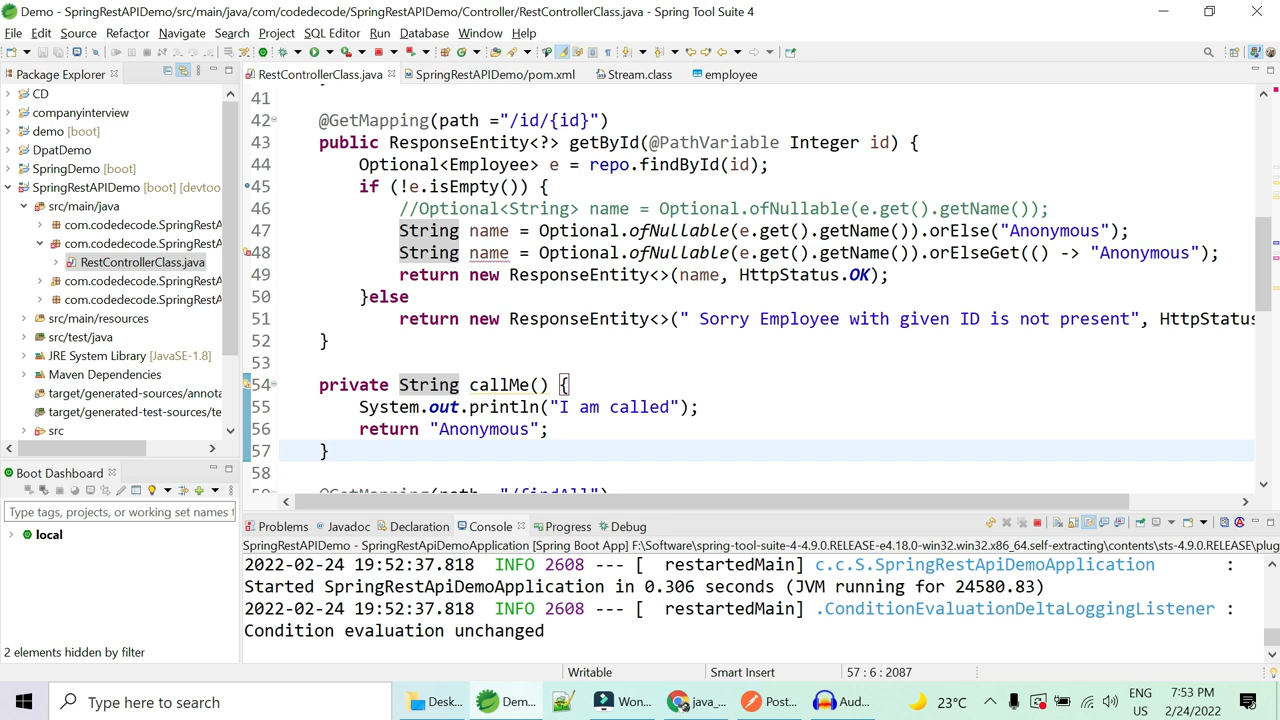 Demo - SpringRestAPIDemo/src/main/java/com/codedecode/SpringRestAPIDemo/Controller/RestControllerClass.java - Spring Tool Suite 4
File Edit Source Refactor Navigate Search Project SQL Editor Run Database Window Help
Package Explorer
RestControllerClass.java SpringRestAPIDemo/pom.xml Stream.class employee
CD
companyinterview
demo [boot]
DpatDemo
SpringDemo [boot]
SpringRestAPIDemo [boot] [devtoo
src/main/java
com.codedecode.SpringRestA
com.codedecode.SpringRestA
RestControllerClass.java
com.codedecode.SpringRestA
com.codedecode.SpringRestA
src/main/resources
src/test/java
JRE System Library [JavaSE-1.8]
Maven Dependencies
target/generated-sources/annota
target/generated-test-sources/te
src
41
42 @GetMapping(path ="/id/{id}")
43 public ResponseEntity<?> getById(@PathVariable Integer id) {
44 Optional<Employee> e = repo.findById(id);
45 if (!e.isEmpty()) {
46 //Optional<String> name = Optional.ofNullable(e.get().getName());
47 String name = Optional.ofNullable(e.get().getName()).orElse("Anonymous");
48 String name = Optional.ofNullable(e.get().getName()).orElseGet(() -> "Anonymous");
49 return new ResponseEntity<>(name, HttpStatus.OK);
50 }else
51 return new ResponseEntity<>(" Sorry Employee with given ID is not present", HttpStatus
52 }
53
54 private String callMe() {
55 System.out.println("I am called");
56 return "Anonymous";
57 }
58
@GetMapping(path ="/findAll")
Boot Dashboard
Type tags, projects, or working set names t
local
2 elements hidden by filter
Problems Javadoc Declaration Console Progress Debug
SpringRestAPIDemo - SpringRestApiDemoApplication [Spring Boot App] F:\Software\spring-tool-suite-4-4.9.0.RELEASE-e4.18.0-win32.win32.x86_64.self-extracting\contents\sts-4.9.0.RELEASE\plug
2022-02-24 19:52:37.818 INFO 2608 --- [ restartedMain] c.c.S.SpringRestApiDemoApplication :
Started SpringRestApiDemoApplication in 0.306 seconds (JVM running for 24580.83)
2022-02-24 19:52:37.818 INFO 2608 --- [ restartedMain] .ConditionEvaluationDeltaLoggingListener :
Condition evaluation unchanged
Writable Smart Insert 57 : 6 : 2087
Type here to search
Desk... Dem... Won... java_... Post... Aud...
23°C
ENG
US
7:53 PM
2/24/2022